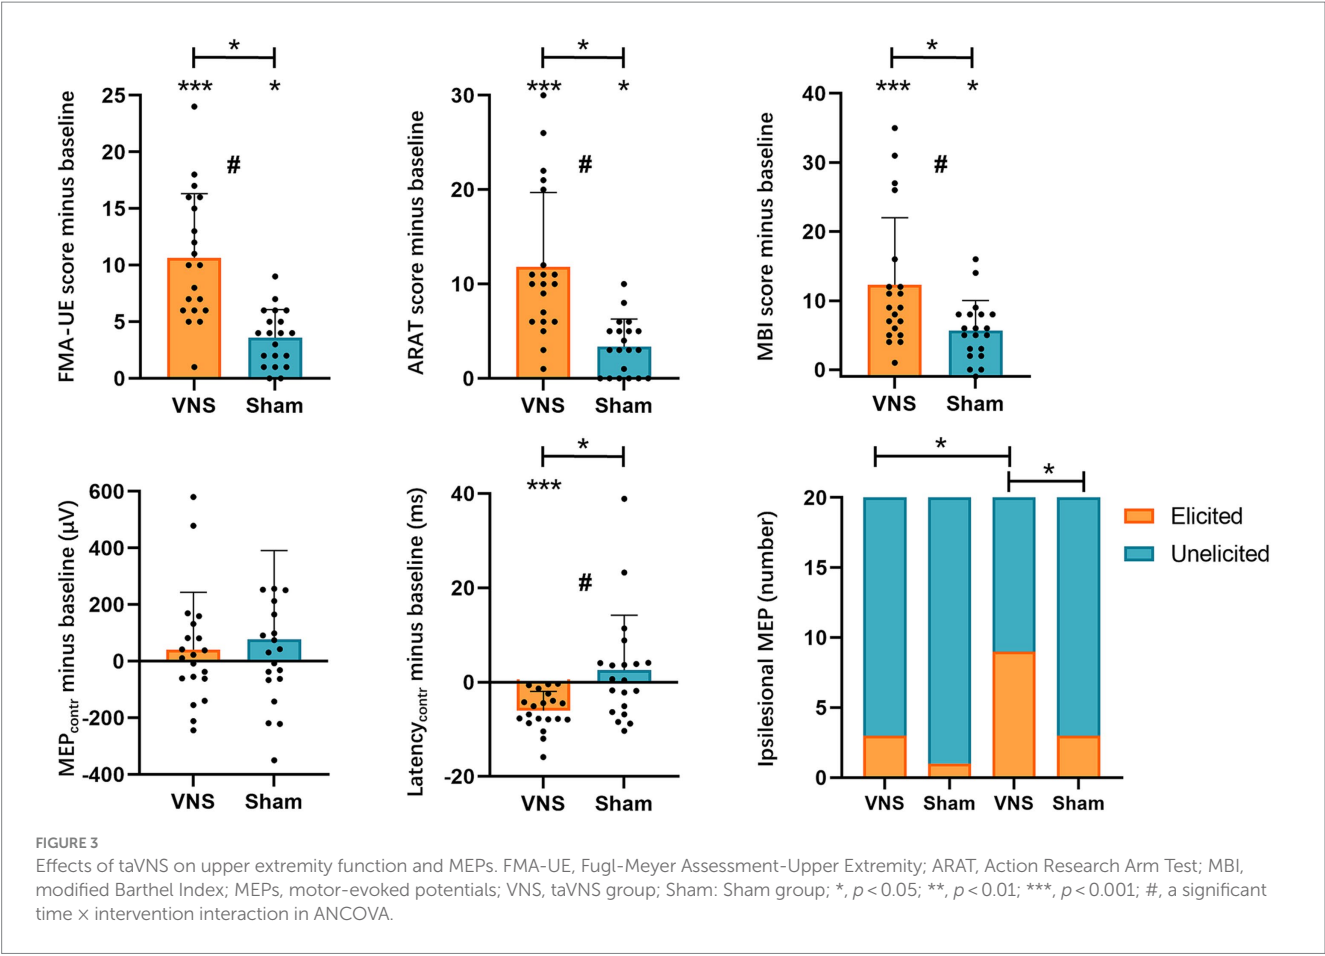 *
***
*
FMA-UE score minus baseline
25
20
15
10
5
0
#
VNS
Sham
*
***
*
ARAT score minus baseline
30
20
10
0
#
VNS
Sham
*
***
*
MBI score minus baseline
40
30
20
10
0
#
VNS
Sham
MEPcontr minus baseline (µV)
600
400
200
0
-200
-400
VNS
Sham
*
***
Latencycontr minus baseline (ms)
40
20
0
-20
#
VNS
Sham
*
*
Ipsilesional MEP (number)
20
15
10
5
0
VNS
Sham
VNS
Sham
Elicited
Unelicited
FIGURE 3
Effects of taVNS on upper extremity function and MEPs. FMA-UE, Fugl-Meyer Assessment-Upper Extremity; ARAT, Action Research Arm Test; MBI,
modified Barthel Index; MEPs, motor-evoked potentials; VNS, taVNS group; Sham: Sham group; *, p < 0.05; **, p < 0.01; ***, p < 0.001; #, a significant
time × intervention interaction in ANCOVA.